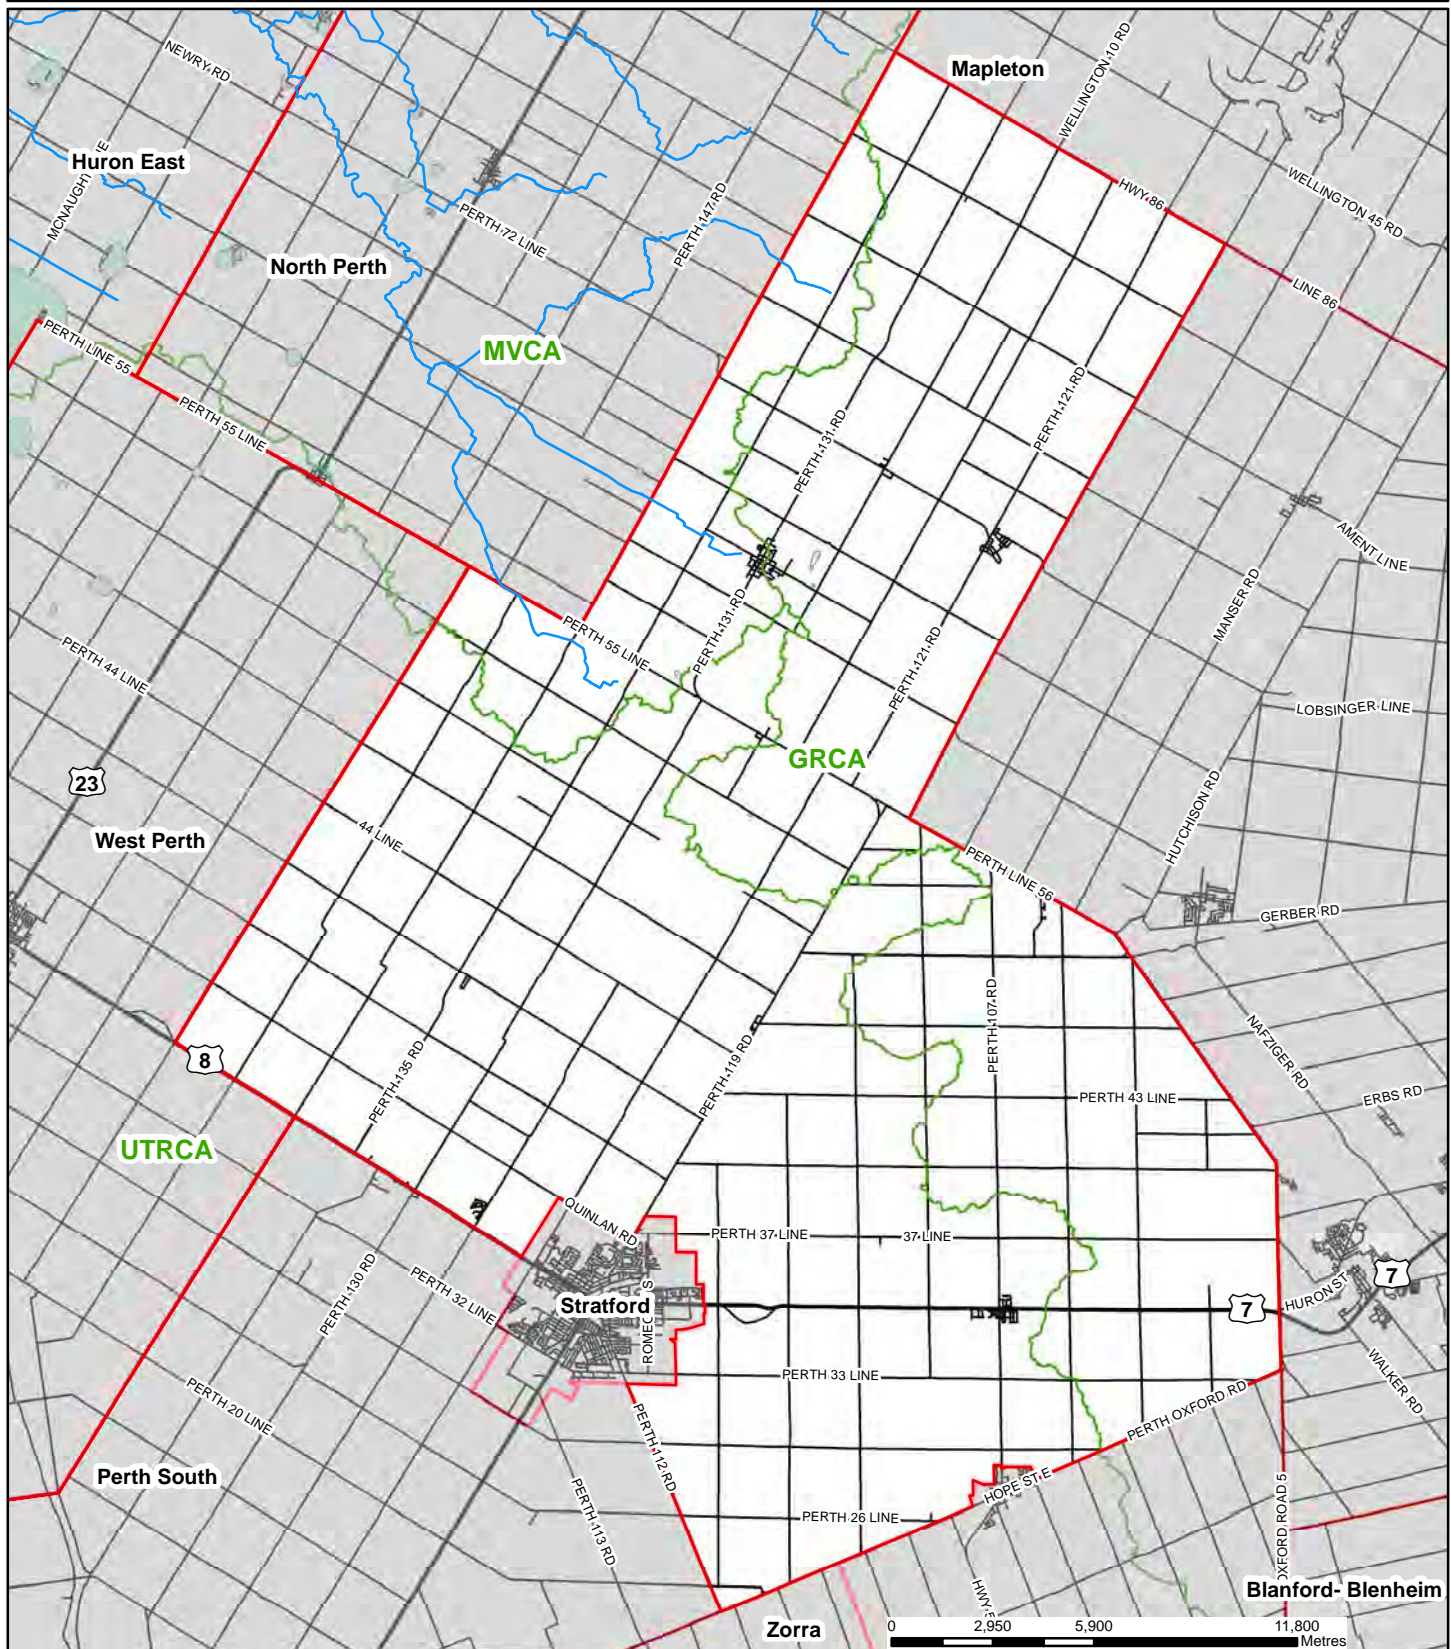 Mapleton
WELLINGTON 10 RD
NEWRY RD
Huron East
HWY 86
WELLINGTON 45 RD
PERTH 147 RD
PERTH 72 LINE
North Perth
LINE 86
PERTH LINE 55
MVCA
PERTH 55 LINE
PERTH 121 RD
PERTH 131 RD
AMENT LINE
MANSER RD
PERTH 131 RD
PERTH 55 LINE
PERTH 44 LINE
PERTH 121 RD
LOBSINGER LINE
GRCA
23
HUTCHISON RD
West Perth
44 LINE
PERTH LINE 56
GERBER RD
PERTH 107 RD
NAFZIGER RD
8
PERTH 135 RD
PERTH 119 RD
PERTH 43 LINE
ERBS RD
UTRCA
QUINLAN RD
PERTH 37 LINE
37 LINE
PERTH 130 RD
PERTH 32 LINE
7
HURON ST
Stratford
7
PERTH 33 LINE
WALKER RD
PERTH 20 LINE
PERTH OXFORD RD
PERTH 112 RD
Perth South
HOPE ST E
PERTH 26 LINE
PERTH 113 RD
OXFORD ROAD 5
Blanford- Blenheim
Zorra
0 2,950 5,900 11,800
Metres